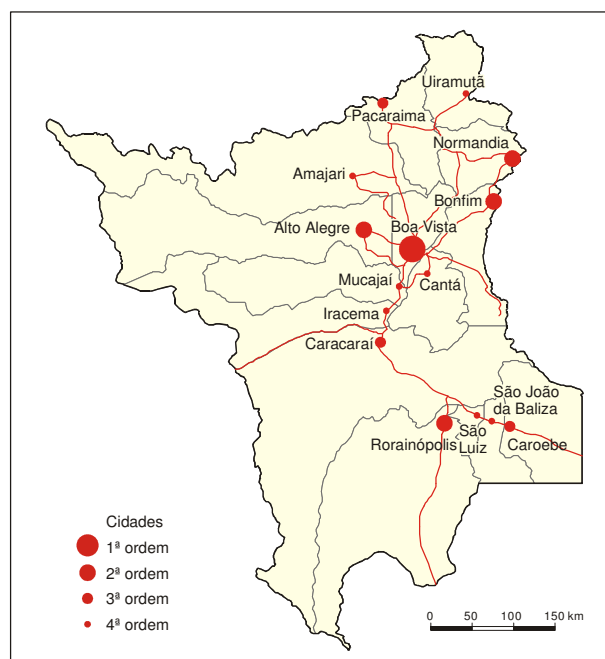 Uiramutã
Pacaraima
Normandia
Amajari
Bonfim
Alto Alegre
Boa Vista
Mucajaí
Cantá
Iracema
Caracaraí
São João
da Baliza
São
Luiz
Rorainópolis
Caroebe
Cidades
1ª ordem
2ª ordem
3ª ordem
4ª ordem
0 50 100 150 km